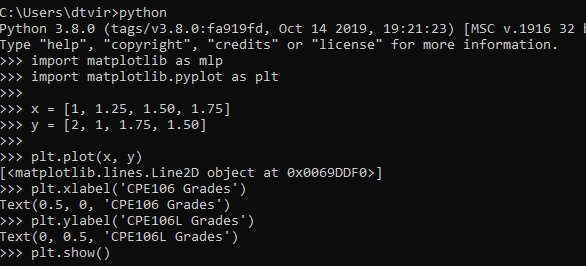 C:\Users\dtvir>python
Python 3.8.0 (tags/v3.8.0:fa919fd, Oct 14 2019, 19:21:23) [MSC v.1916 32 b
Type "help", "copyright", "credits" or "license" for more information.
>>> import matplotlib as mlp
>>> import matplotlib.pyplot as plt
>>>
>>> x = [1, 1.25, 1.50, 1.75]
>>> y = [2, 1, 1.75, 1.50]
>>>
>>> plt.plot(x, y)
[<matplotlib.lines.Line2D object at 0x0069DDF0>]
>>> plt.xlabel('CPE106 Grades')
Text(0.5, 0, 'CPE106 Grades')
>>> plt.ylabel('CPE106L Grades')
Text(0, 0.5, 'CPE106L Grades')
>>> plt.show()